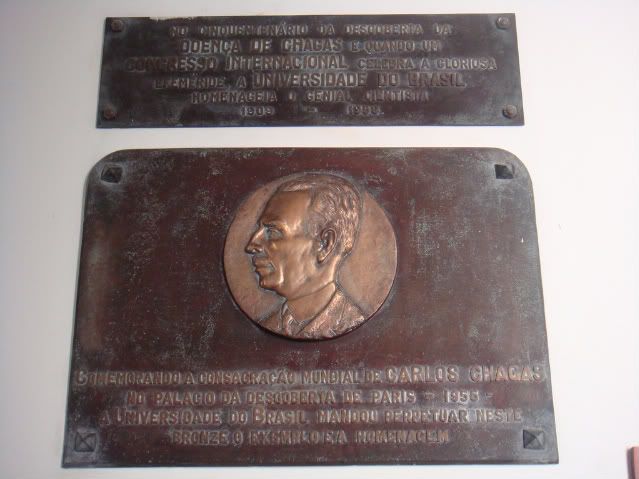 NO CINQUENTENÁRIO DA DESCOBERTA DA
DOENÇA DE CHAGAS E QUANDO UM
CONGRESSO INTERNACIONAL CELEBRA A GLORIOSA
EFEMÉRIDE, A UNIVERSIDADE DO BRASIL
HOMENAGEIA O GENIAL CIENTISTA
1909 - 1959.
COMEMORANDO A CONSAGRAÇÃO MUNDIAL DE CARLOS CHAGAS
NO PALACIO DA DESCOBERTA DE PARIS - 1955 -
A UNIVERSIDADE DO BRASIL MANDOU PERPETUAR NESTE
BRONZE O EXEMPLO E A HOMENAGEM